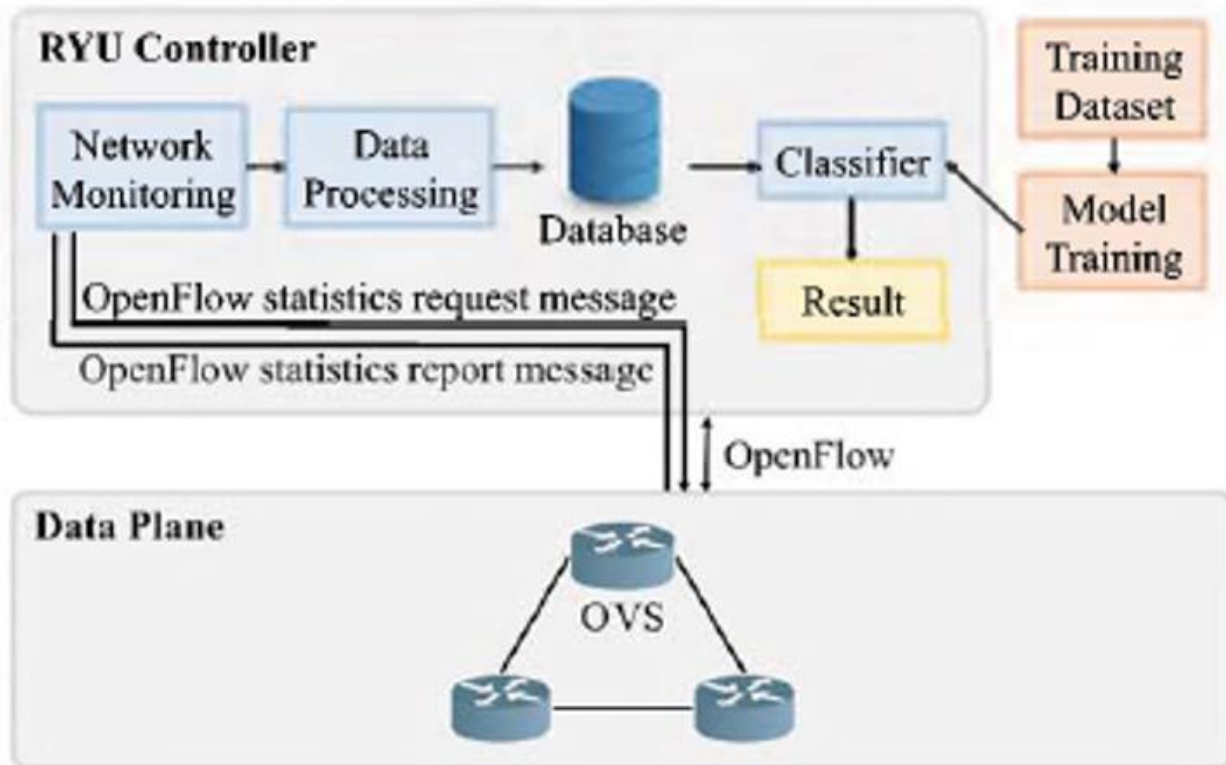 RYU Controller
Network
Monitoring
Data
Processing
Database
Classifier
Result
Training
Dataset
Model
Training
OpenFlow statistics request message
OpenFlow statistics report message
OpenFlow
Data Plane
OVS